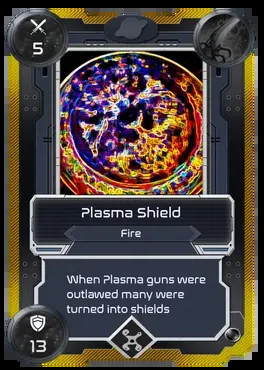 5
Plasma Shield
Fire
When Plasma guns were
outlawed many were
turned into shields
13